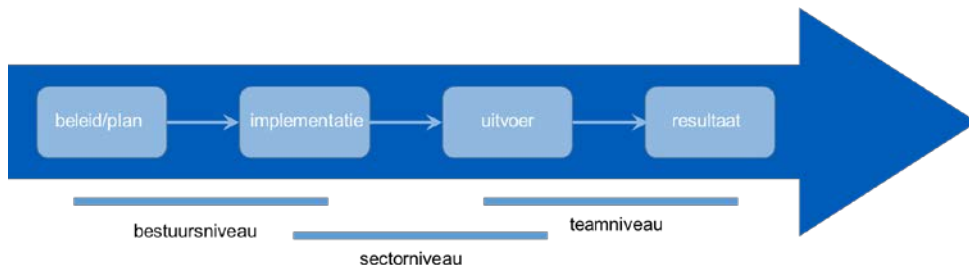 beleid/plan
implementatie
uitvoer
resultaat
bestuursniveau
teamniveau
sectorniveau